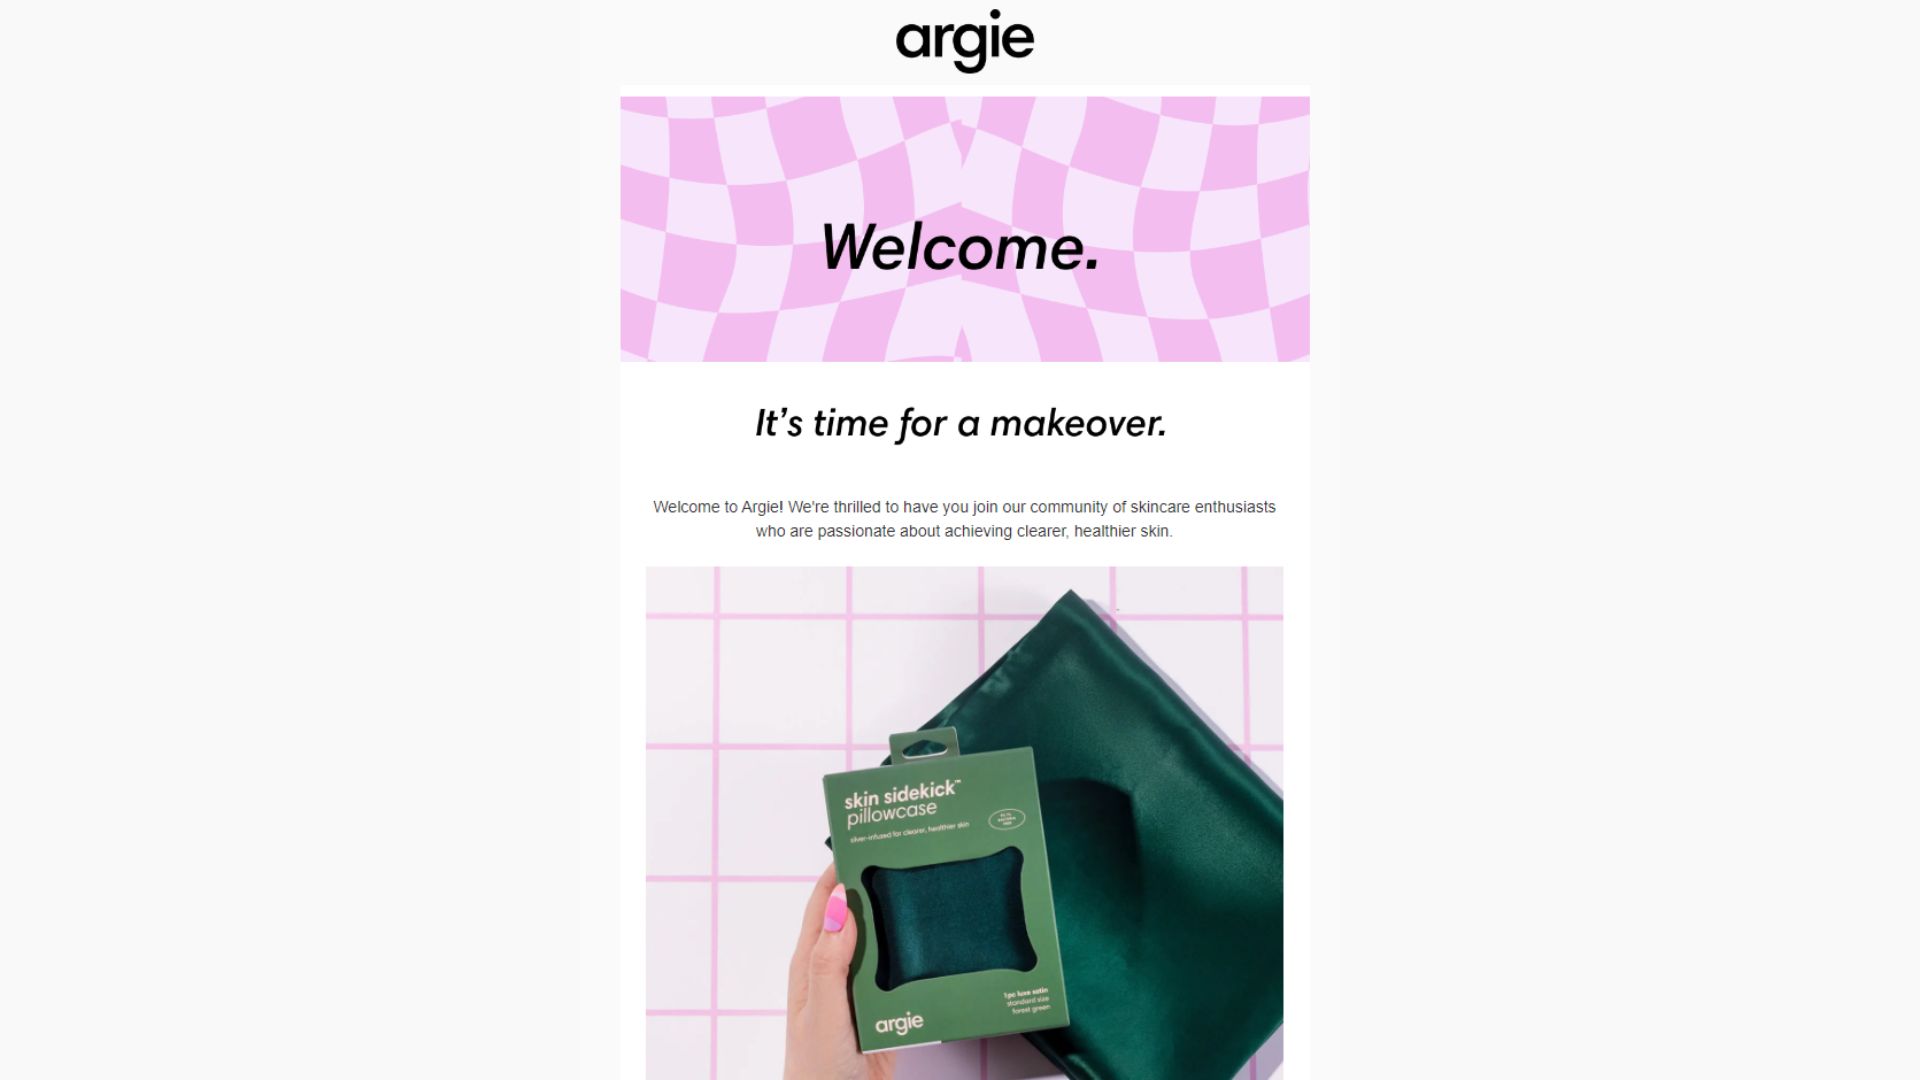 argie
Welcome.
It’s time for a makeover.
Welcome to Argie! We're thrilled to have you join our community of skincare enthusiasts
who are passionate about achieving clearer, healthier skin.
skin sidekick™
pillowcase
silver-infused for clearer, healthier skin
1pc luxe satin
standard size
forest green
argie